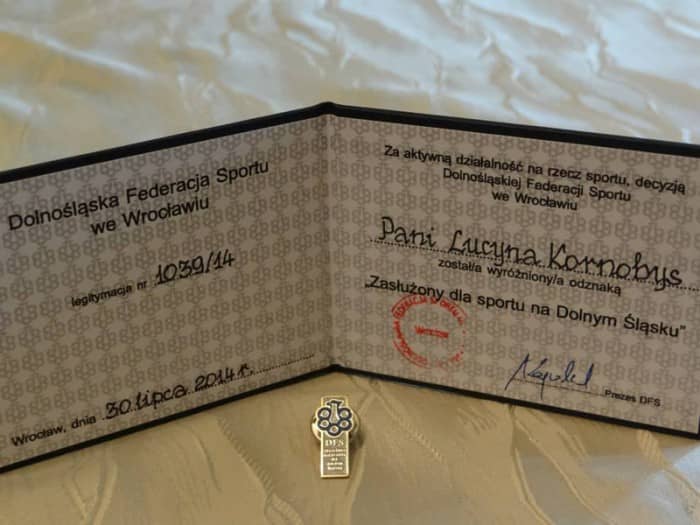 Dolnośląska Federacja Sportu
we Wrocławiu
legitymacja nr 1039/14
Wrocław, dnia 30 lipca 2014 r.
Za aktywną działalność na rzecz sportu, decyzją
Dolnośląskiej Federacji Sportu
we Wrocławiu
Pani Lucyna Kornobys
został/a wyróżniony/a odznaką
„Zasłużony dla sportu na Dolnym Śląsku"
Prezes DFS
DFS